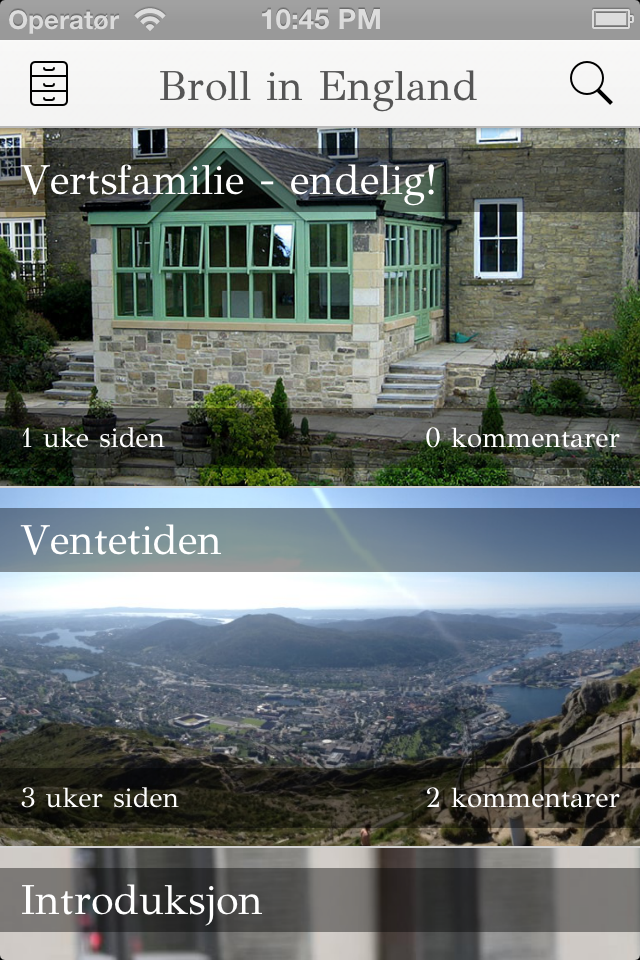 Operatør 10:45 PM
Broll in England
Vertsfamilie - endelig!
1 uke siden 0 kommentarer
Ventetiden
3 uker siden 2 kommentarer
Introduksjon